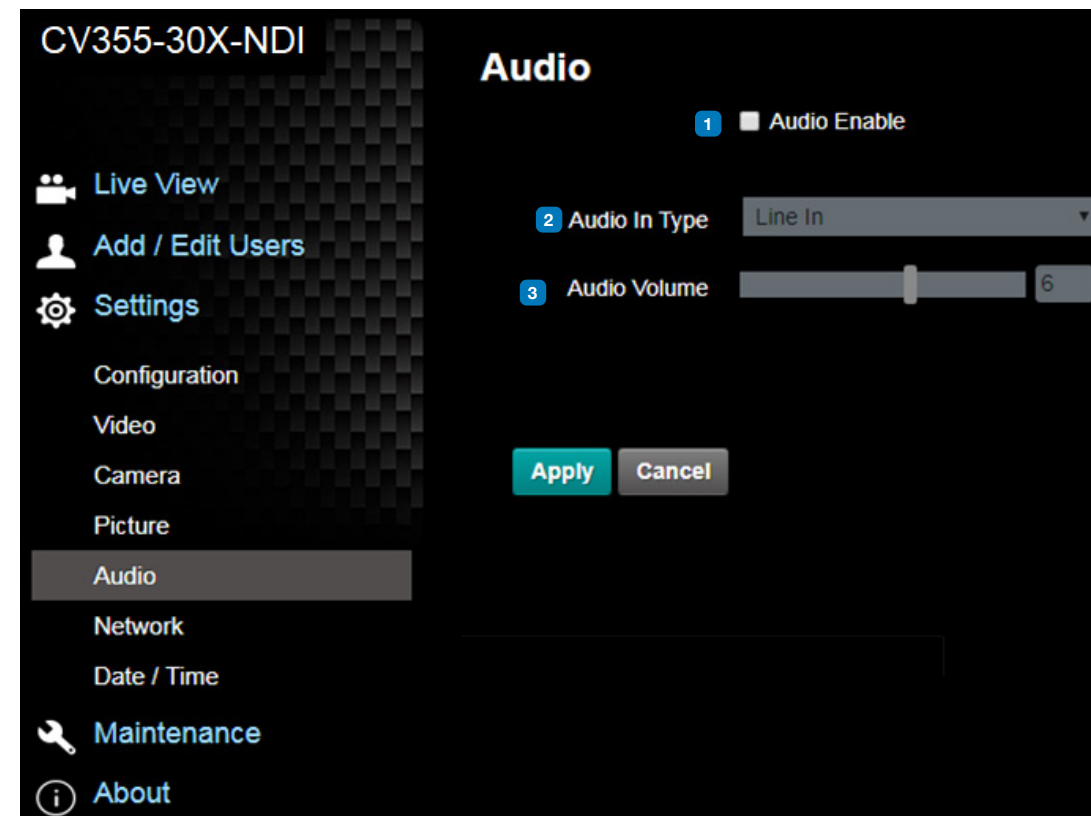 CV355-30X-NDI
Live View
Add / Edit Users
Settings
Configuration
Video
Camera
Picture
Audio
Network
Date / Time
Maintenance
About
Audio
1 Audio Enable
2 Audio In Type Line In
3 Audio Volume 6
Apply Cancel